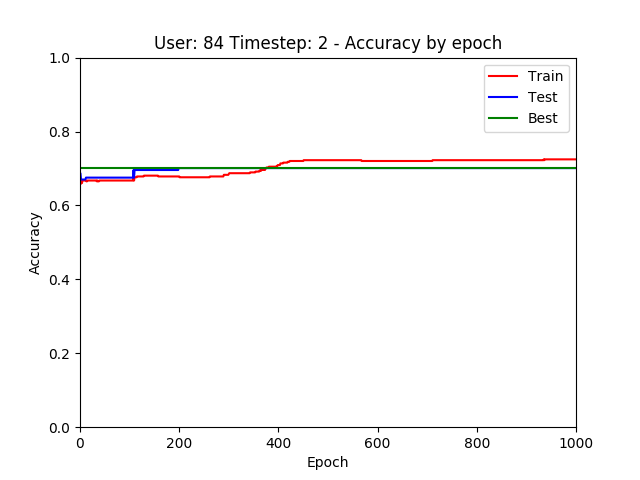 User: 84 Timestep: 2 - Accuracy by epoch
Train
Test
Best
1.0
0.8
0.6
0.4
0.2
0.0
Accuracy
0 200 400 600 800 1000
Epoch